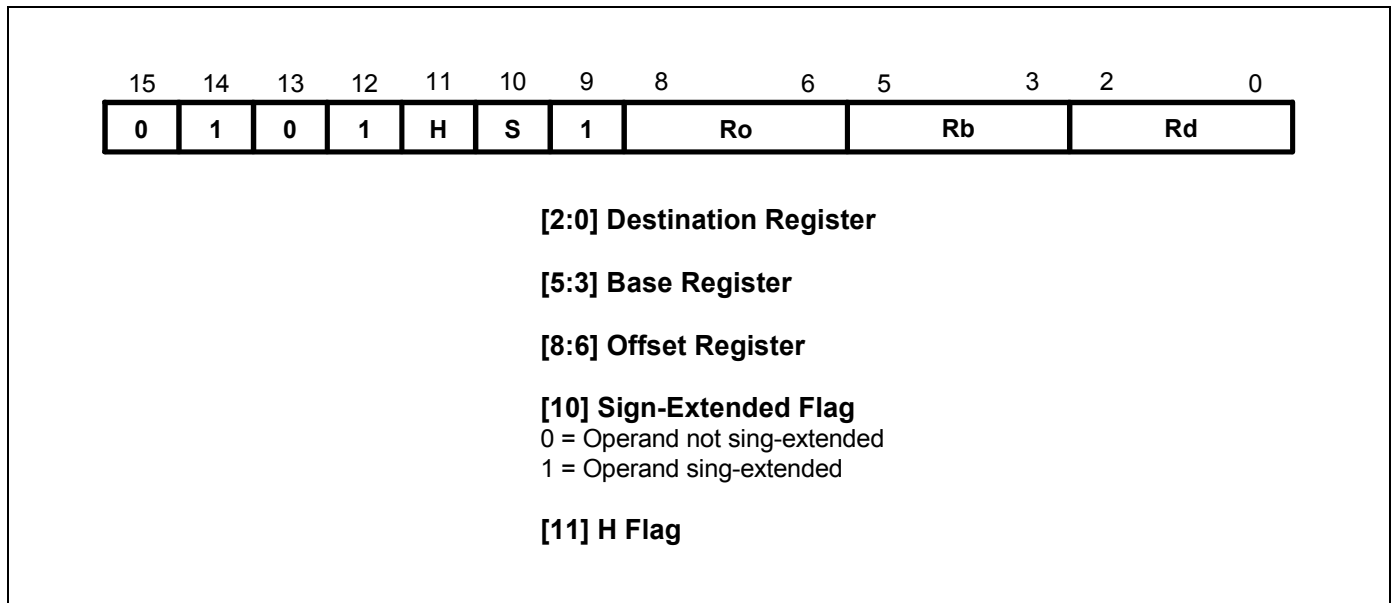 15 14 13 12 11 10 9 8 6 5 3 2 0
0 1 0 1 H S 1 Ro Rb Rd
[2:0] Destination Register
[5:3] Base Register
[8:6] Offset Register
[10] Sign-Extended Flag
0 = Operand not sing-extended
1 = Operand sing-extended
[11] H Flag